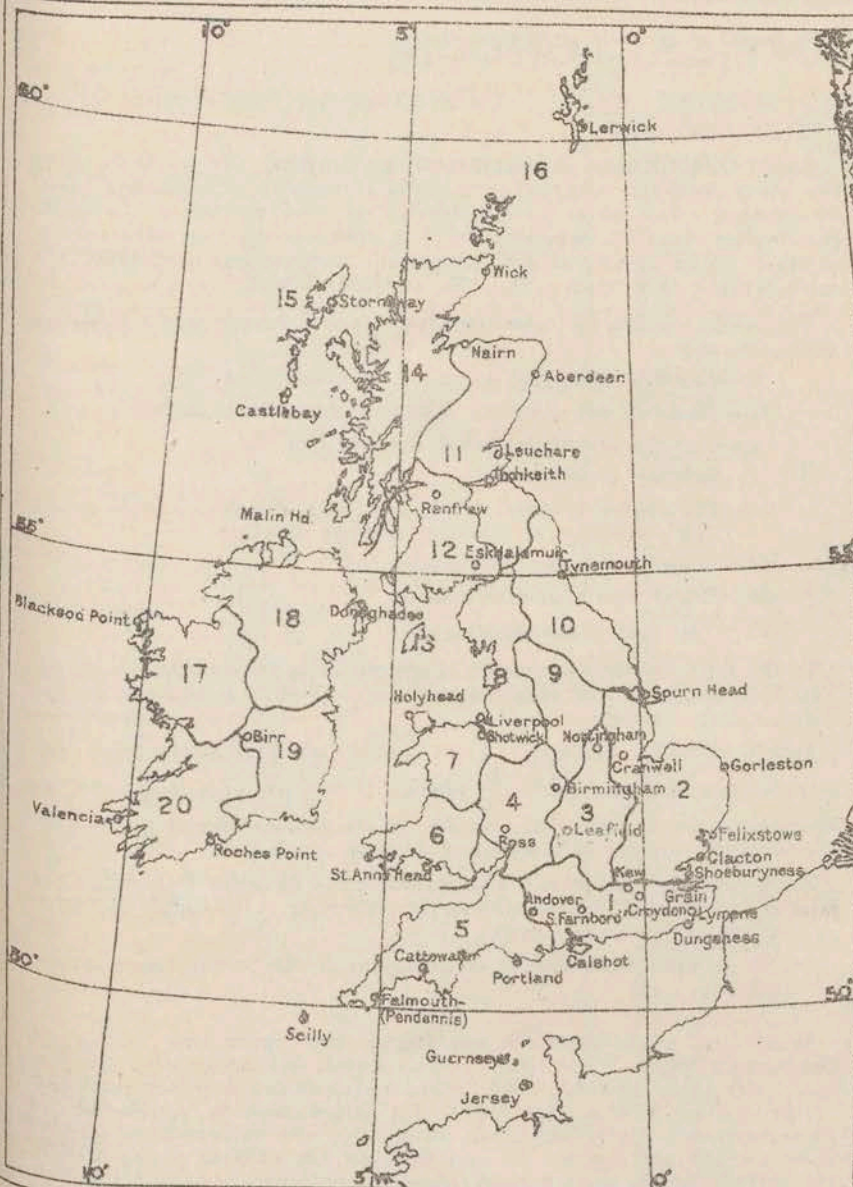 10°
5°
0°
60°
Lerwick
16
Wick
15
Stornoway
Nairn
14
Aberdeen
Castlebay
11
Leuchars
Inchkeith
Renfrew
Malin Hd.
55°
12
Eskdalemuir
55°
Tynemouth
Blacksod Point
18
Donaghadee
13
10
17
8
9
Spurn Head
Holyhead
Liverpool
Shotwick
Nottingham
Birr
19
7
Cranwell
Gorleston
Birmingham
2
Valencia
20
4
3
Felixstowe
6
Ross
Leafield
Clacton
Roches Point
St. Anns Head
Shoeburyness
Kew
Grain
Andover
1
S. Farnboro'
Croydon
Lympne
5
Dungeness
Cattewater
Calshot
50°
Portland
50°
Falmouth-
(Pendennis)
Scilly
Guernsey
Jersey
10°
5°
0°